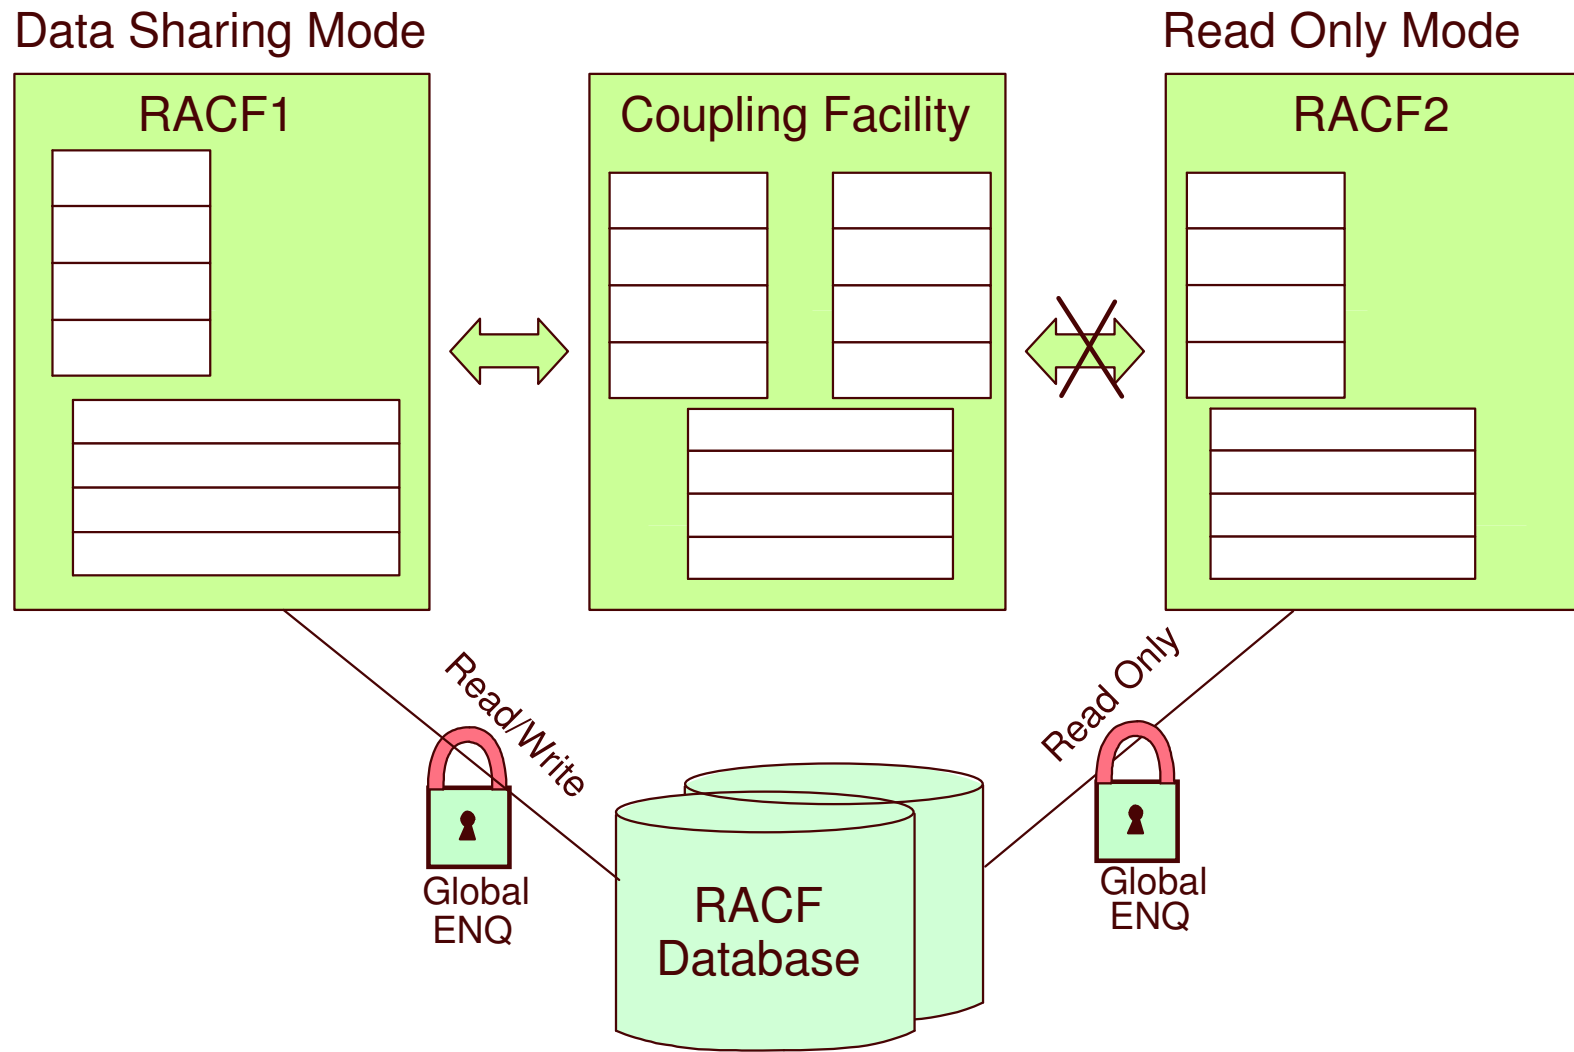 Data Sharing Mode
Read Only Mode
RACF1
Coupling Facility
RACF2
Read/Write
Read Only
Global
ENQ
Global
ENQ
RACF
Database